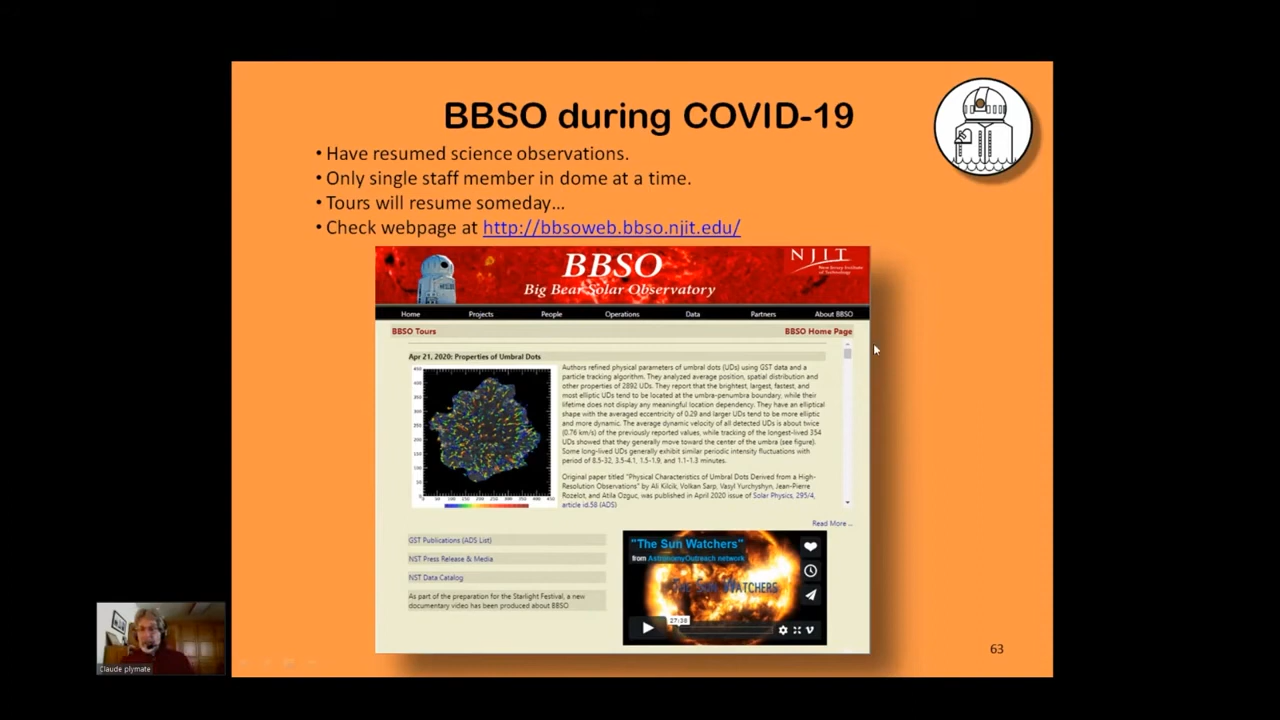 BBSO during COVID-19
• Have resumed science observations.
• Only single staff member in dome at a time.
• Tours will resume someday…
• Check webpage at http://bbsoweb.bbso.njit.edu/
BBSO
Big Bear Solar Observatory
NJIT
New Jersey Institute
of Technology
Home Projects People Operations Data Partners About BBSO
BBSO Tours
BBSO Home Page
Apr 21, 2020: Properties of Umbral Dots
Authors refined physical parameters of umbral dots (UDs) using GST data and a
particle tracking algorithm. They analyzed average position, spatial distribution and
other properties of 2892 UDs. They report that the brightest, largest, fastest, and
most elliptic UDs tend to be located at the umbra-penumbra boundary, while their
lifetime does not display any meaningful location dependency. They have an elliptical
shape with the averaged eccentricity of 0.29 and larger UDs tend to be more elliptic
and more dynamic. The average dynamic velocity of all detected UDs is about twice
(0.76 km/s) of the previously reported values, while tracking of the longest-lived 354
UDs showed that they generally move toward the center of the umbra (see figure).
Some long-lived UDs generally exhibit similar periodic intensity fluctuations with
period of 8.5-32, 3.5-4.1, 1.5-1.9, and 1.1-1.3 minutes.
Original paper titled "Physical Characteristics of Umbral Dots Derived from a High-
Resolution Observations" by Ali Kilcik, Volkan Sarp, Vasyl Yurchyshyn, Jean-Pierre
Rozelot, and Atila Ozguc, was published in April 2020 issue of Solar Physics, 295/4,
article id.58 (ADS)
Read More ...
GST Publications (ADS List)
NST Press Release & Media
NST Data Catalog
As part of the preparation for the Starlight Festival, a new
documentary video has been produced about BBSO
"The Sun Watchers"
from AstronomyOutreach network
THE SUN WATCHERS
27:36
Claude plymate
63